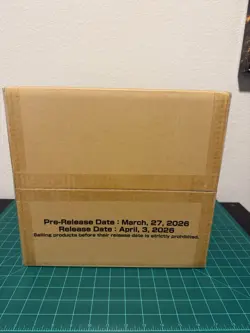 Pre-Release Date : March, 27, 2026
Release Date : April, 3, 2026
Selling products before their release date is strictly prohibited.